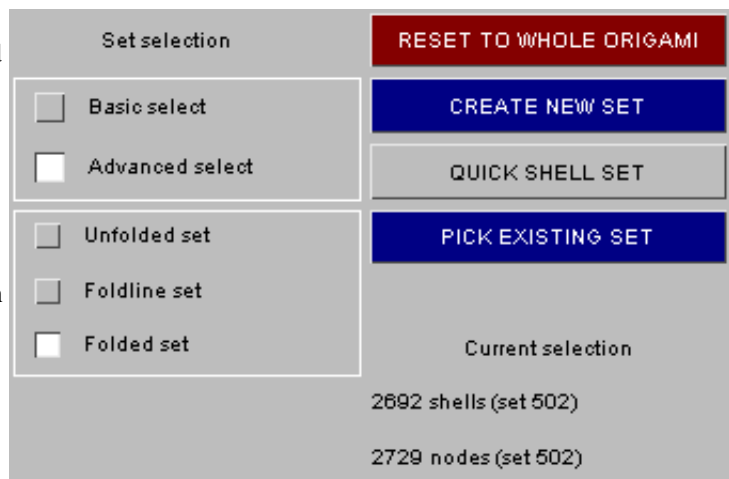 Set selection
RESET TO WHOLE ORIGAMI
Basic select
CREATE NEW SET
Advanced select
QUICK SHELL SET
Unfolded set
PICK EXISTING SET
Foldline set
Folded set
Current selection
2692 shells (set 502)
2729 nodes (set 502)